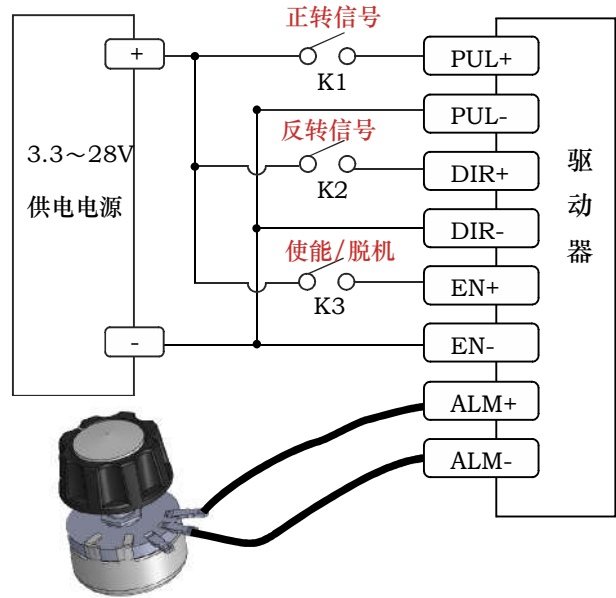 正转信号
+
K1
PUL+
PUL-
3.3～28V
供电电源
反转信号
K2
DIR+
驱动器
DIR-
使能/脱机
K3
EN+
-
EN-
ALM+
ALM-